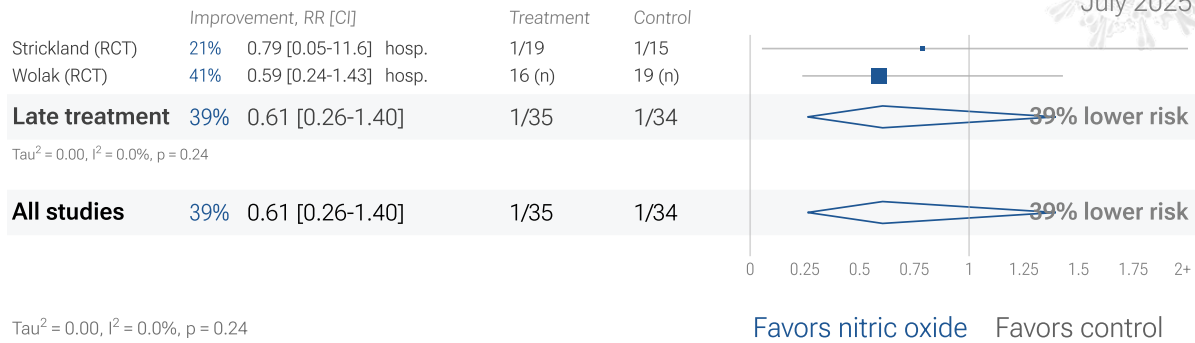 July 2025
Improvement, RR [CI] Treatment Control
Strickland (RCT) 21% 0.79 [0.05-11.6] hosp. 1/19 1/15
Wolak (RCT) 41% 0.59 [0.24-1.43] hosp. 16 (n) 19 (n)
Late treatment 39% 0.61 [0.26-1.40] 1/35 1/34 39% lower risk
Tau² = 0.00, I² = 0.0%, p = 0.24
All studies 39% 0.61 [0.26-1.40] 1/35 1/34 39% lower risk
0 0.25 0.5 0.75 1 1.25 1.5 1.75 2+
Tau² = 0.00, I² = 0.0%, p = 0.24 Favors nitric oxide Favors control